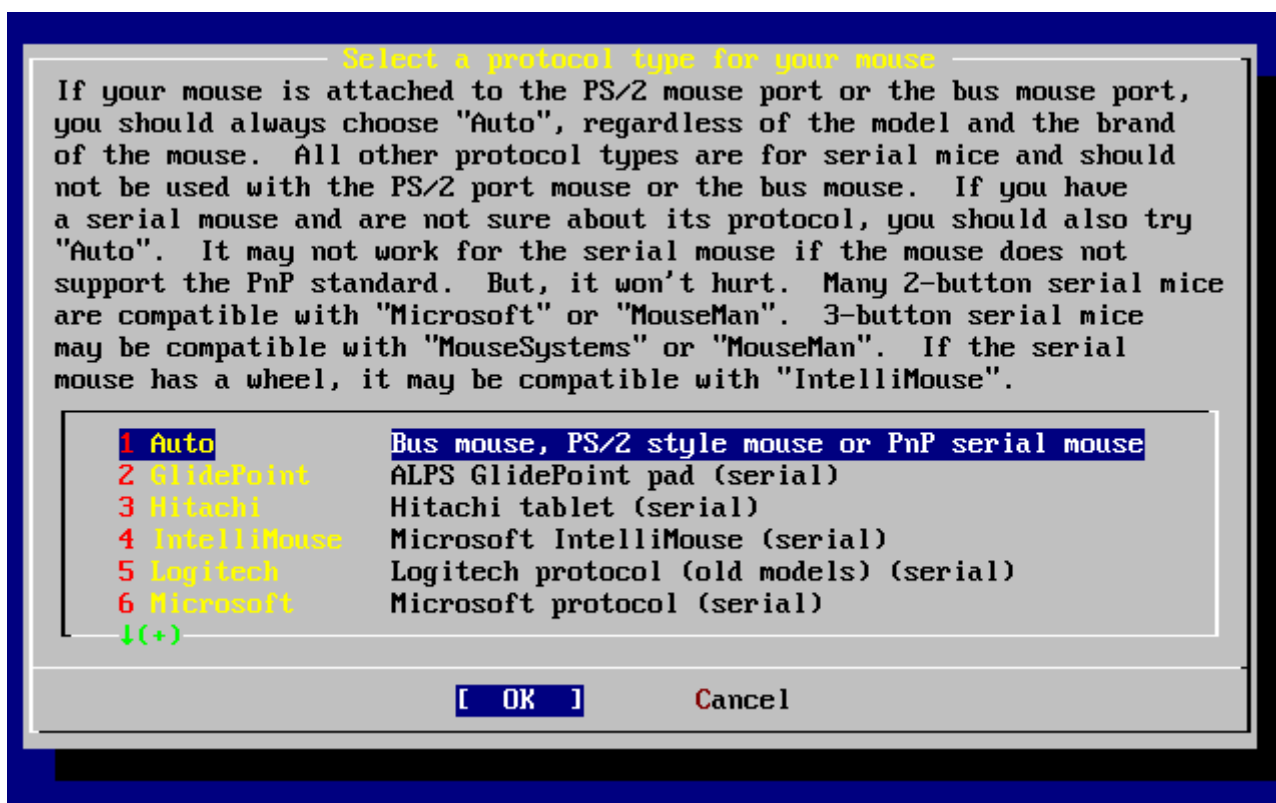 Select a protocol type for your mouse
If your mouse is attached to the PS/2 mouse port or the bus mouse port,
you should always choose "Auto", regardless of the model and the brand
of the mouse.  All other protocol types are for serial mice and should
not be used with the PS/2 port mouse or the bus mouse.  If you have
a serial mouse and are not sure about its protocol, you should also try
"Auto".  It may not work for the serial mouse if the mouse does not
support the PnP standard.  But, it won't hurt.  Many 2-button serial mice
are compatible with "Microsoft" or "MouseMan".  3-button serial mice
may be compatible with "MouseSystems" or "MouseMan".  If the serial
mouse has a wheel, it may be compatible with "IntelliMouse".
1 Auto Bus mouse, PS/2 style mouse or PnP serial mouse
2 GlidePoint ALPS GlidePoint pad (serial)
3 Hitachi Hitachi tablet (serial)
4 IntelliMouse Microsoft IntelliMouse (serial)
5 Logitech Logitech protocol (old models) (serial)
6 Microsoft Microsoft protocol (serial)
↓(+)
[ OK ] Cancel